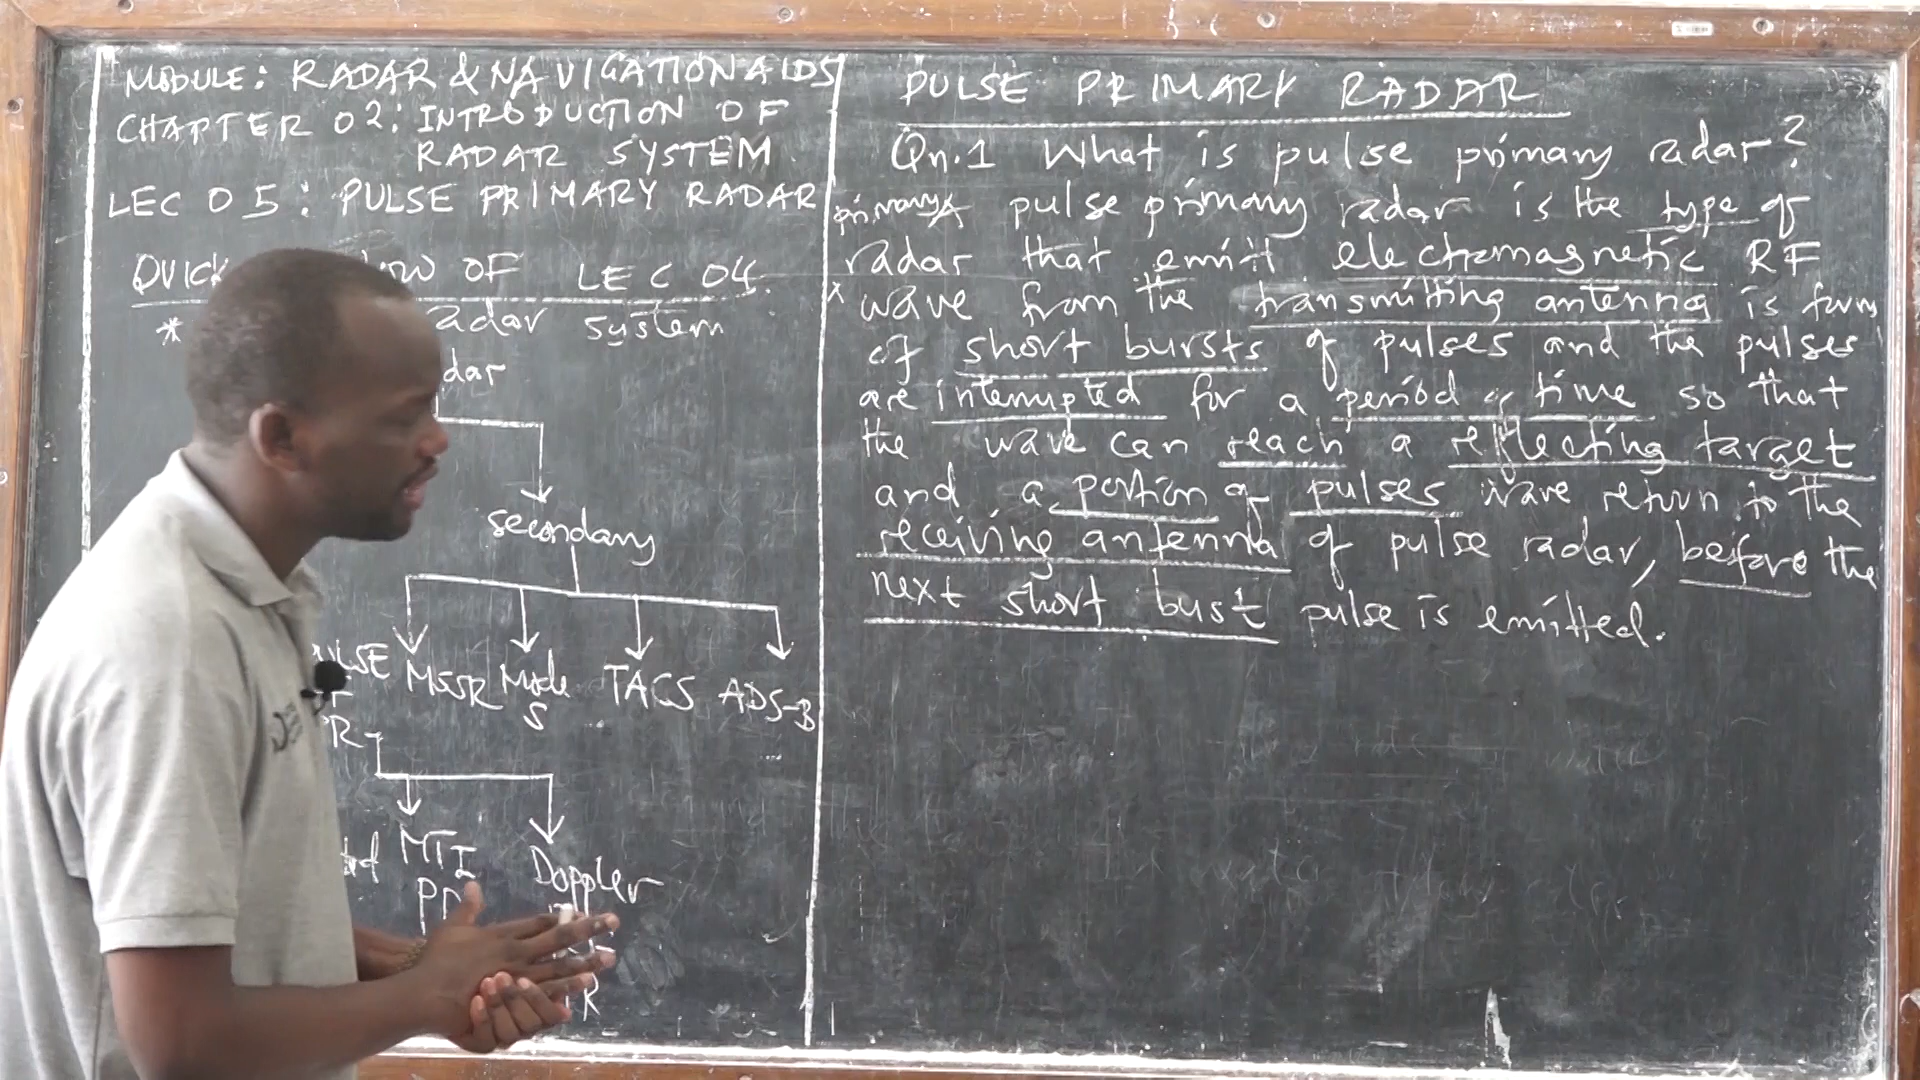 MODULE: RADAR & NAVIGATION AIDS
CHAPTER 02: INTRODUCTION OF
RADAR SYSTEM
LEC 05: PULSE PRIMARY RADAR
QUICK OF LEC 04.
* radar system
dar
secondary
MSSR Mode S TACS ADS-B
MTI Doppler
R
PULSE PRIMARY RADAR
Qn.1 What is pulse primary radar?
primary pulse primary radar is the type of
radar that emitt electromagnetic RF
wave from the transmitting antenna is form
of short bursts of pulses and the pulses
are interrupted for a period of time so that
the wave can reach a reflecting target
and a portion of pulses wave return to the
receiving antenna of pulse radar, before the
next short bust pulse is emitted.